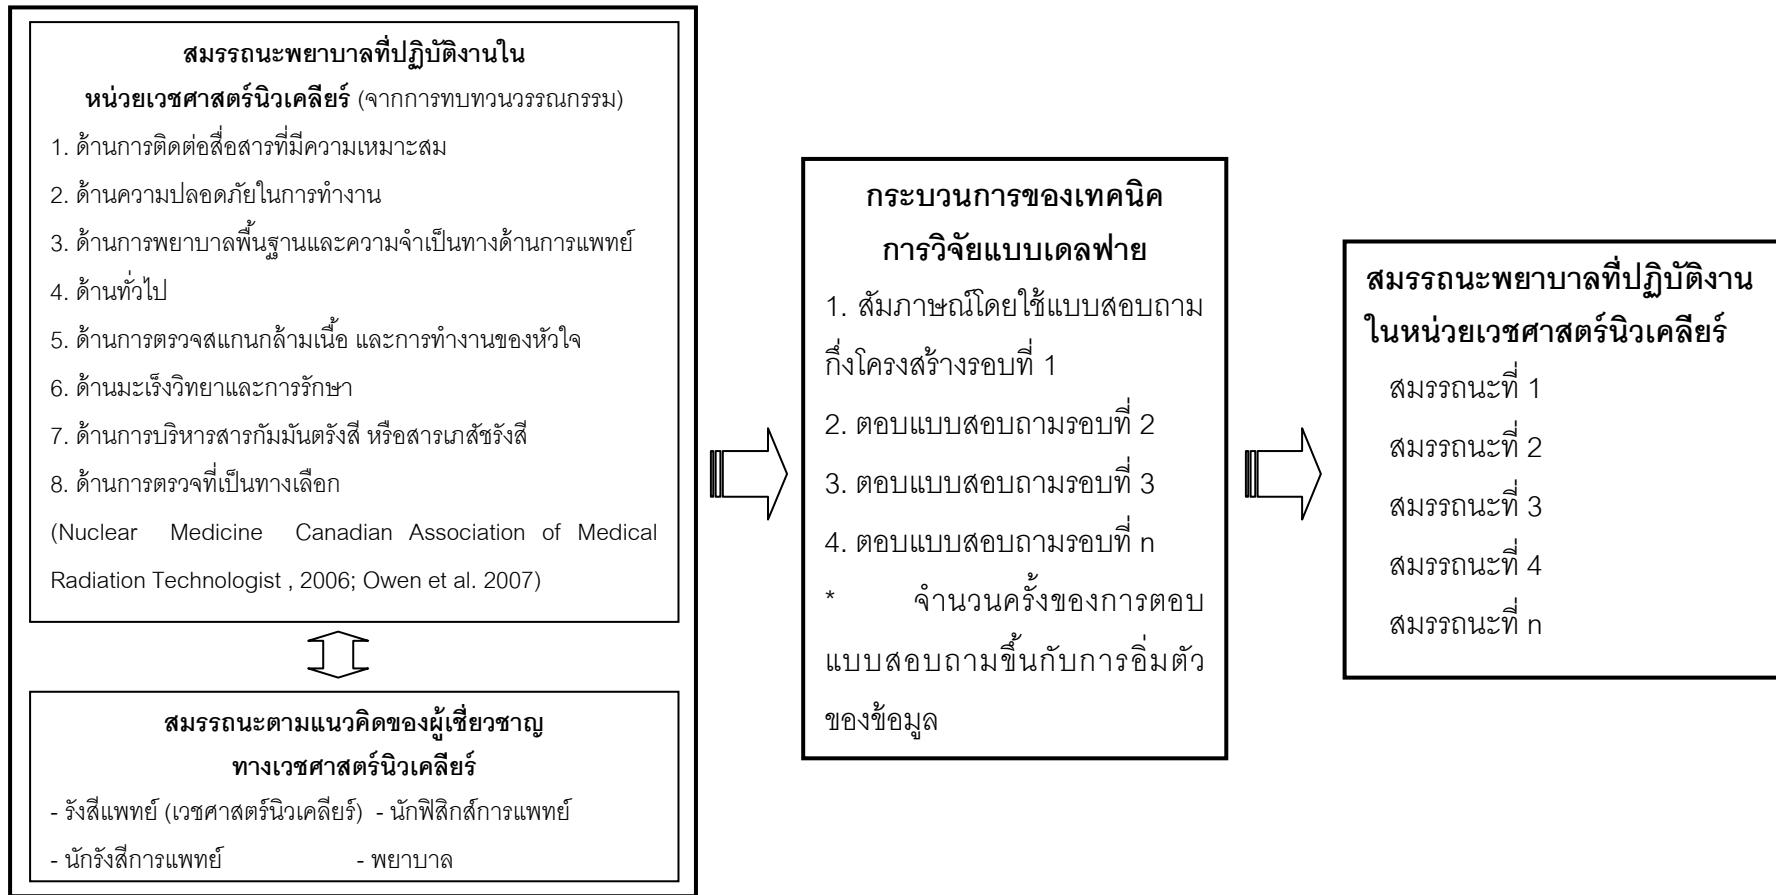 สมรรถนะพยาบาลที่ปฏิบัติงานใน
หน่วยเวชศาสตร์นิวเคลียร์ (จากการทบทวนวรรณกรรม)
1. ด้านการติดต่อสื่อสารที่มีความเหมาะสม
2. ด้านความปลอดภัยในการทำงาน
3. ด้านการพยาบาลพื้นฐานและความจำเป็นทางด้านการแพทย์
4. ด้านทั่วไป
5. ด้านการตรวจสแกนกล้ามเนื้อ และการทำงานของหัวใจ
6. ด้านมะเร็งวิทยาและการรักษา
7. ด้านการบริหารสารกัมมันตรังสี หรือสารเภสัชรังสี
8. ด้านการตรวจที่เป็นทางเลือก
(Nuclear Medicine Canadian Association of Medical
Radiation Technologist , 2006; Owen et al. 2007)
สมรรถนะตามแนวคิดของผู้เชี่ยวชาญ
ทางเวชศาสตร์นิวเคลียร์
- รังสีแพทย์ (เวชศาสตร์นิวเคลียร์) - นักฟิสิกส์การแพทย์
- นักรังสีการแพทย์ - พยาบาล
กระบวนการของเทคนิค
การวิจัยแบบเดลฟาย
1. สัมภาษณ์โดยใช้แบบสอบถาม
กึ่งโครงสร้างรอบที่ 1
2. ตอบแบบสอบถามรอบที่ 2
3. ตอบแบบสอบถามรอบที่ 3
4. ตอบแบบสอบถามรอบที่ n
* จำนวนครั้งของการตอบ
แบบสอบถามขึ้นกับการอิ่มตัว
ของข้อมูล
สมรรถนะพยาบาลที่ปฏิบัติงาน
ในหน่วยเวชศาสตร์นิวเคลียร์
สมรรถนะที่ 1
สมรรถนะที่ 2
สมรรถนะที่ 3
สมรรถนะที่ 4
สมรรถนะที่ n